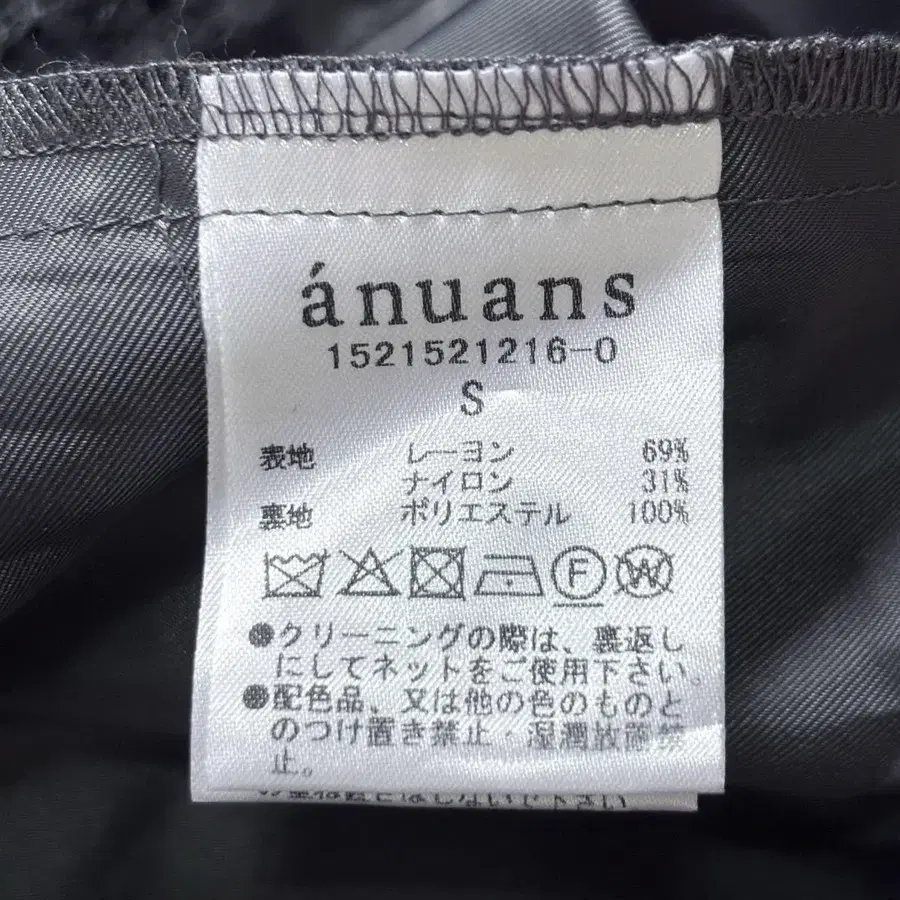 ánuans
1521521216-0
S
表地 レーヨン 69%
ナイロン 31%
裏地 ポリエステル 100%
F W
●クリーニングの際は、裏返し
にしてネットをご使用下さい。
●配色品、又は他の色のものと
のつけ置き禁止・湿潤放置禁
止。